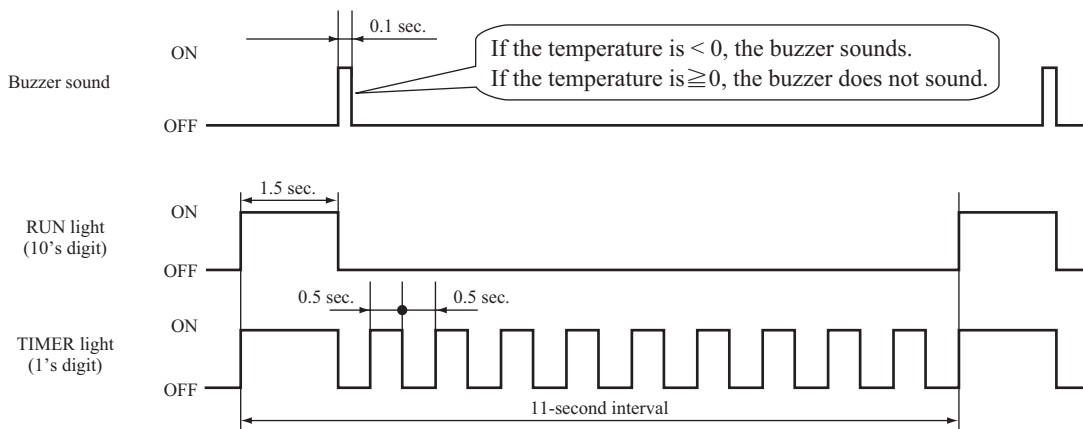 0.1 sec.
ON
If the temperature is < 0, the buzzer sounds.
If the temperature is ≧0, the buzzer does not sound.
Buzzer sound
OFF
1.5 sec.
ON
RUN light
(10's digit)
OFF
0.5 sec.
0.5 sec.
ON
TIMER light
(1's digit)
OFF
11-second interval